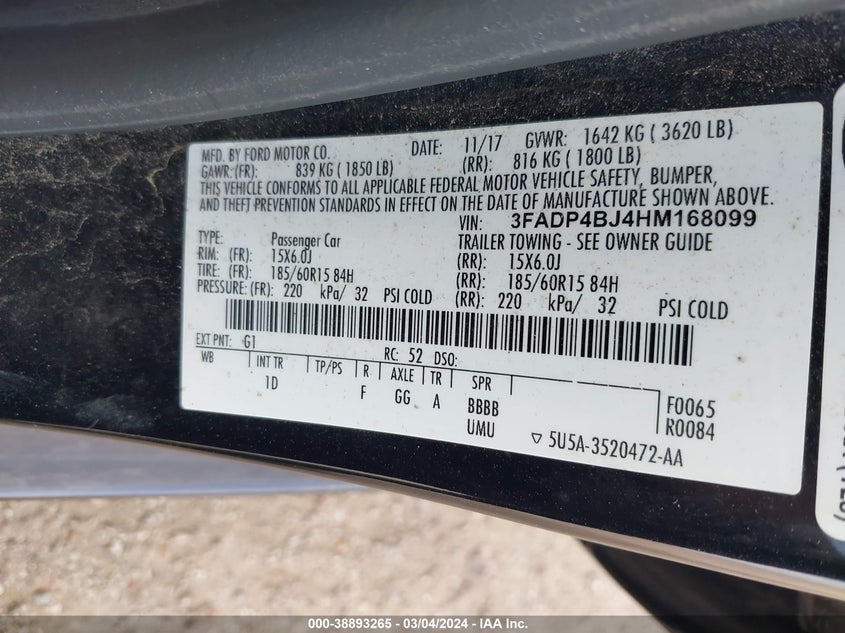 MFD. BY FORD MOTOR CO. DATE: 11/17 GVWR: 1642 KG ( 3620 LB)
GAWR: (FR): 839 KG ( 1850 LB) (RR): 816 KG ( 1800 LB)
THIS VEHICLE CONFORMS TO ALL APPLICABLE FEDERAL MOTOR VEHICLE SAFETY, BUMPER,
AND THEFT PREVENTION STANDARDS IN EFFECT ON THE DATE OF MANUFACTURE SHOWN ABOVE.
VIN: 3FADP4BJ4HM168099
TYPE: Passenger Car TRAILER TOWING - SEE OWNER GUIDE
RIM: (FR): 15X6.0J (RR): 15X6.0J
TIRE: (FR): 185/60R15 84H (RR): 185/60R15 84H
PRESSURE: (FR): 220 kPa/ 32 PSI COLD (RR): 220 kPa/ 32 PSI COLD
EXT PNT: G1 RC: 52 DSO:
WB INT TR TP/PS R AXLE TR SPR
1D F GG A BBBB F0065
UMU R0084
▽ 5U5A-3520472-AA
000-38893265 - 03/04/2024 - IAA Inc.